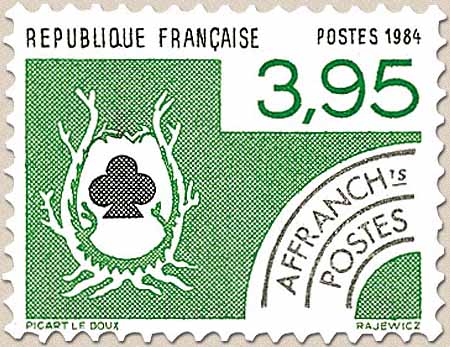 REPUBLIQUE FRANÇAISE POSTES 1984
3,95
AFFRANCHTS
POSTES
PICART LE DOUX RAJEWICZ